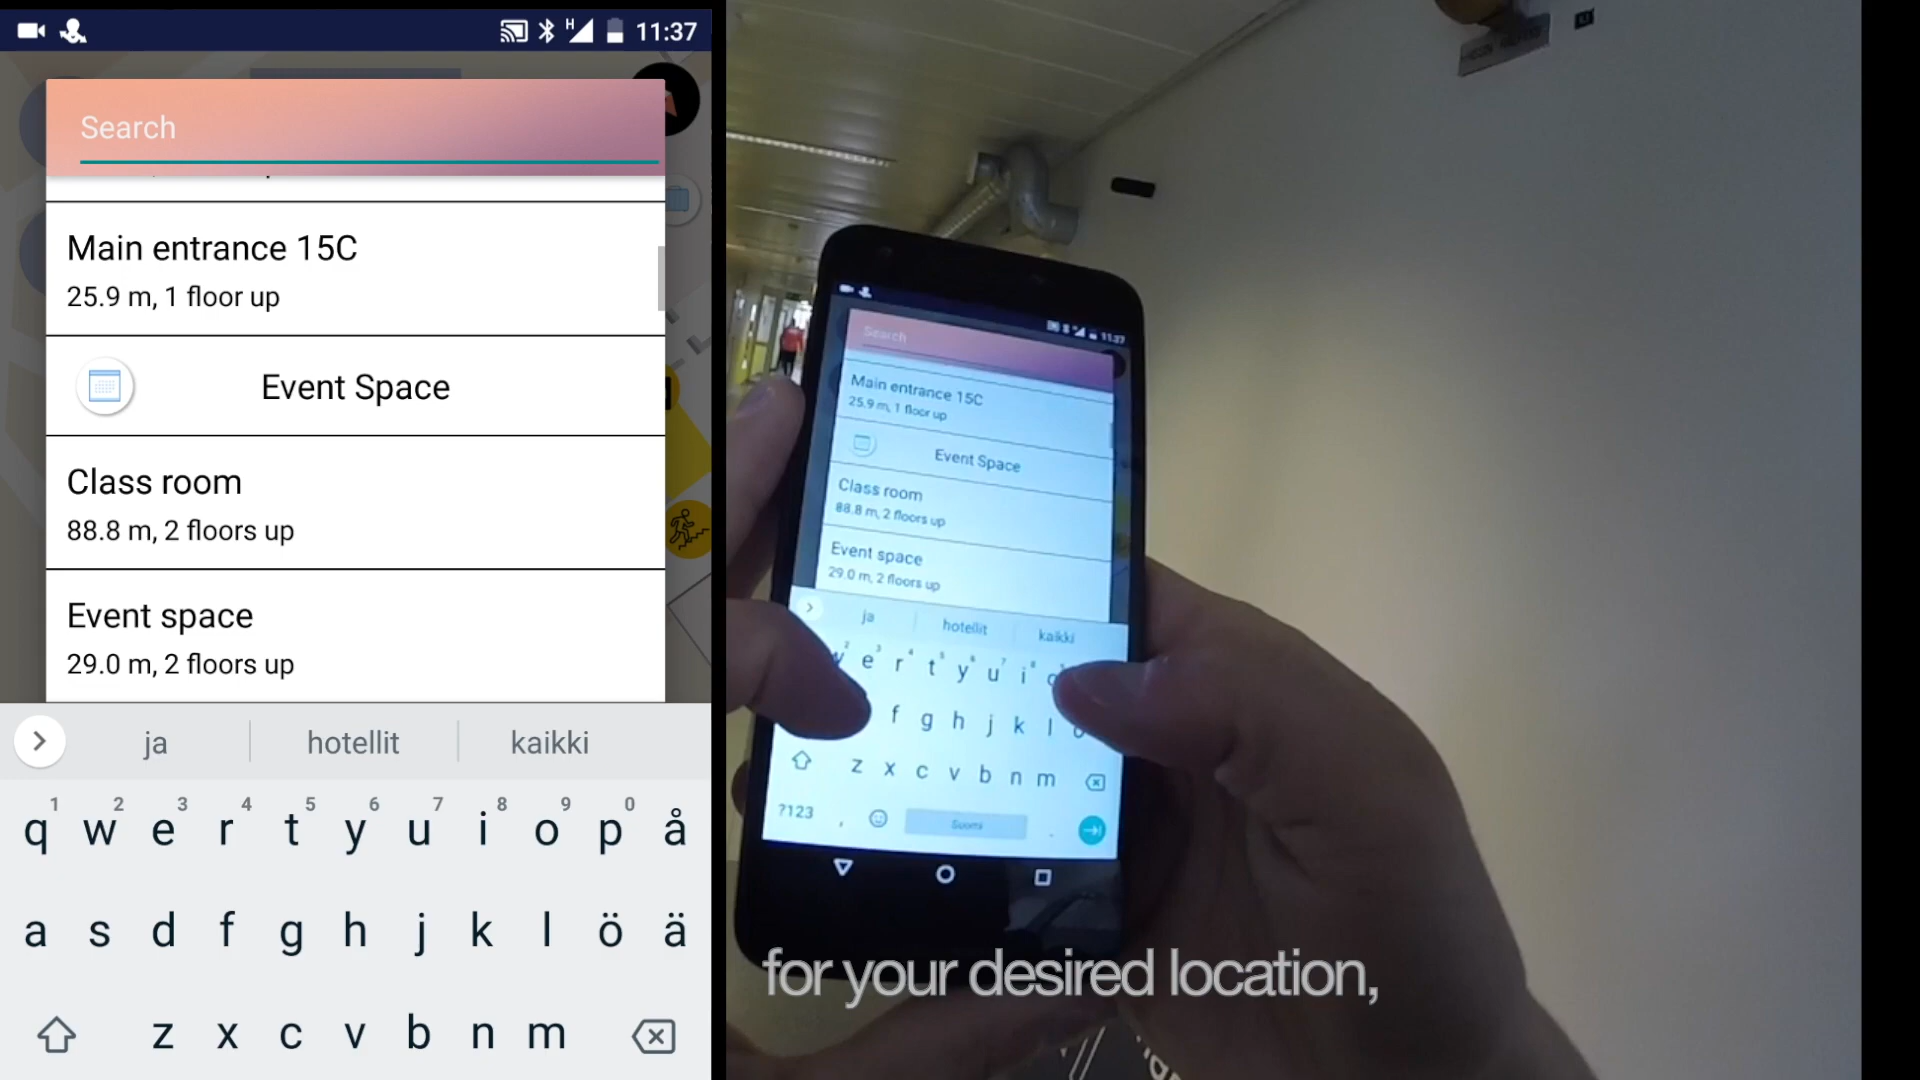 H 11:37
Search
Main entrance 15C
25.9 m, 1 floor up
Event Space
Class room
88.8 m, 2 floors up
Event space
29.0 m, 2 floors up
ja hotellit kaikki
1 2 3 4 5 6 7 8 9 0
q w e r t y u i o p å
a s d f g h j k l ö ä
z x c v b n m
11:37
Search
Main entrance 15C
25.9 m, 1 floor up
Event Space
Class room
88.8 m, 2 floors up
Event space
29.0 m, 2 floors up
ja hotellit kaikki
e r t y u i
f g h j k l
z x c v b n m
?123 , Suomi .
for your desired location,